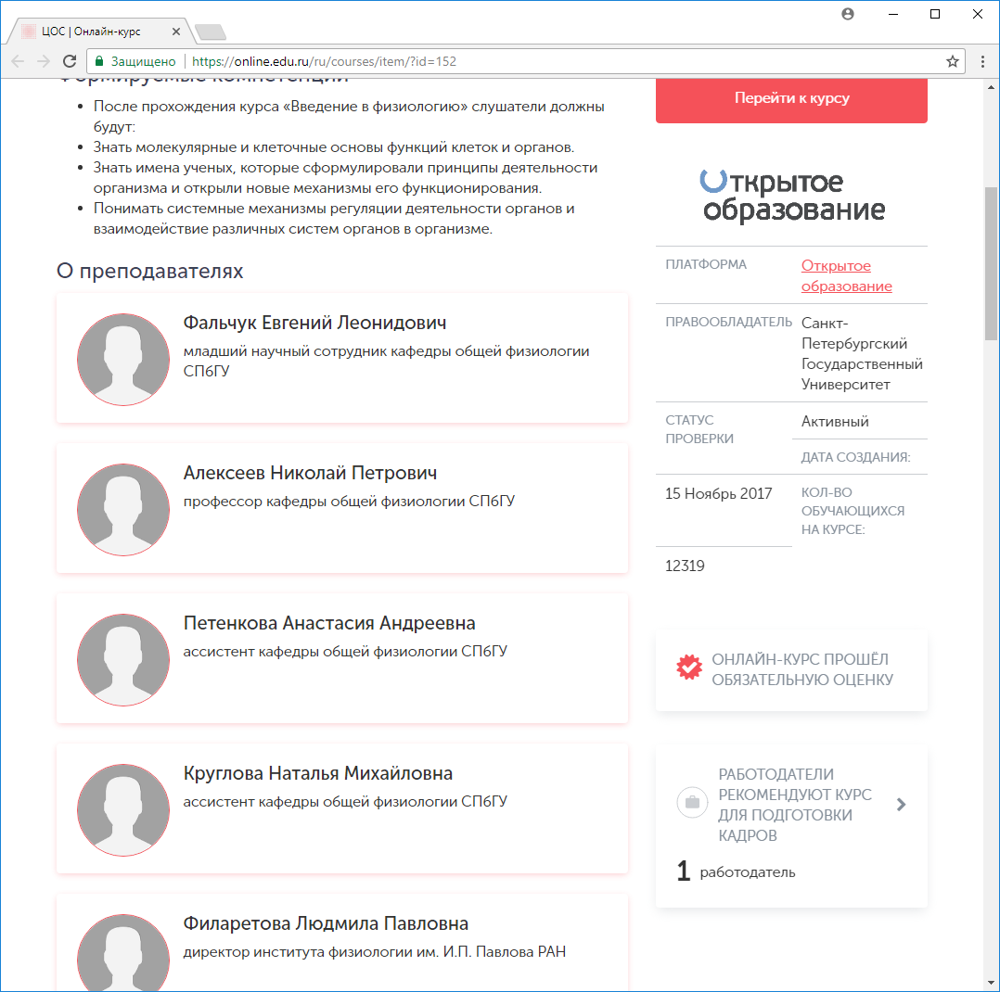 ЦОС | Онлайн-курс
Защищено
https://online.edu.ru/ru/courses/item/?id=152
Формируемые компетенции
После прохождения курса «Введение в физиологию» слушатели должны
будут:
Знать молекулярные и клеточные основы функций клеток и органов.
Знать имена ученых, которые сформулировали принципы деятельности
организма и открыли новые механизмы его функционирования.
Понимать системные механизмы регуляции деятельности органов и
взаимодействие различных систем органов в организме.
О преподавателях
Фальчук Евгений Леонидович
младший научный сотрудник кафедры общей физиологии
СПбГУ
Алексеев Николай Петрович
профессор кафедры общей физиологии СПбГУ
Петенкова Анастасия Андреевна
ассистент кафедры общей физиологии СПбГУ
Круглова Наталья Михайловна
ассистент кафедры общей физиологии СПбГУ
Филаретова Людмила Павловна
директор института физиологии им. И.П. Павлова РАН
Перейти к курсу
Открытое
образование
ПЛАТФОРМА
Открытое
образование
ПРАВООБЛАДАТЕЛЬ
Санкт-
Петербургский
Государственный
Университет
СТАТУС
ПРОВЕРКИ
Активный
ДАТА СОЗДАНИЯ:
15 Ноябрь 2017
КОЛ-ВО
ОБУЧАЮЩИХСЯ
НА КУРСЕ:
12319
ОНЛАЙН-КУРС ПРОШЁЛ
ОБЯЗАТЕЛЬНУЮ ОЦЕНКУ
РАБОТОДАТЕЛИ
РЕКОМЕНДУЮТ КУРС
ДЛЯ ПОДГОТОВКИ
КАДРОВ
1 работодатель